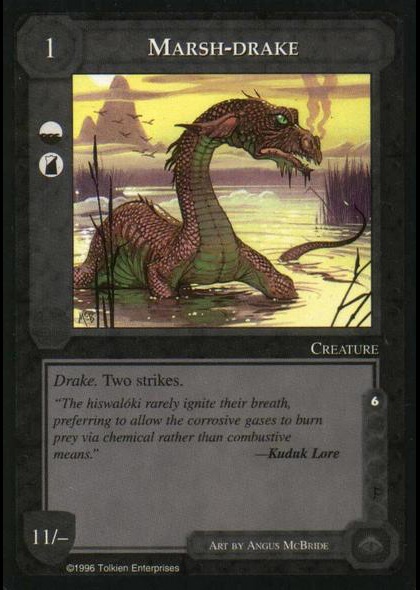 1
MARSH-DRAKE
McB
CREATURE
Drake. Two strikes.
6
“The hiswalóki rarely ignite their breath,
preferring to allow the corrosive gases to burn
prey via chemical rather than combustive
means.” —Kuduk Lore
F
11/–
ART BY ANGUS MCBRIDE
©1996 Tolkien Enterprises